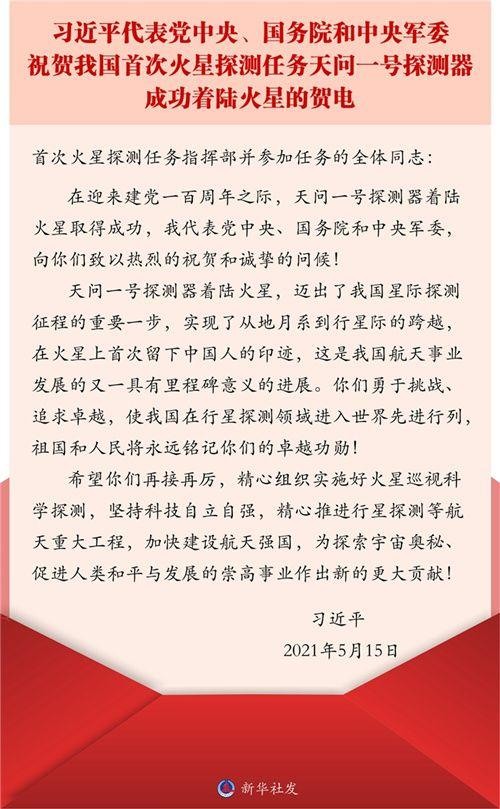 习近平代表党中央、国务院和中央军委
祝贺我国首次火星探测任务天问一号探测器
成功着陆火星的贺电
首次火星探测任务指挥部并参加任务的全体同志：
在迎来建党一百周年之际，天问一号探测器着陆
火星取得成功，我代表党中央、国务院和中央军委，
向你们致以热烈的祝贺和诚挚的问候！
天问一号探测器着陆火星，迈出了我国星际探测
征程的重要一步，实现了从地月系到行星际的跨越，
在火星上首次留下中国人的印迹，这是我国航天事业
发展的又一具有里程碑意义的进展。你们勇于挑战、
追求卓越，使我国在行星探测领域进入世界先进行列，
祖国和人民将永远铭记你们的卓越功勋！
希望你们再接再厉，精心组织实施好火星巡视科
学探测，坚持科技自立自强，精心推进行星探测等航
天重大工程，加快建设航天强国，为探索宇宙奥秘、
促进人类和平与发展的崇高事业作出新的更大贡献！
习近平
2021年5月15日
新华社发